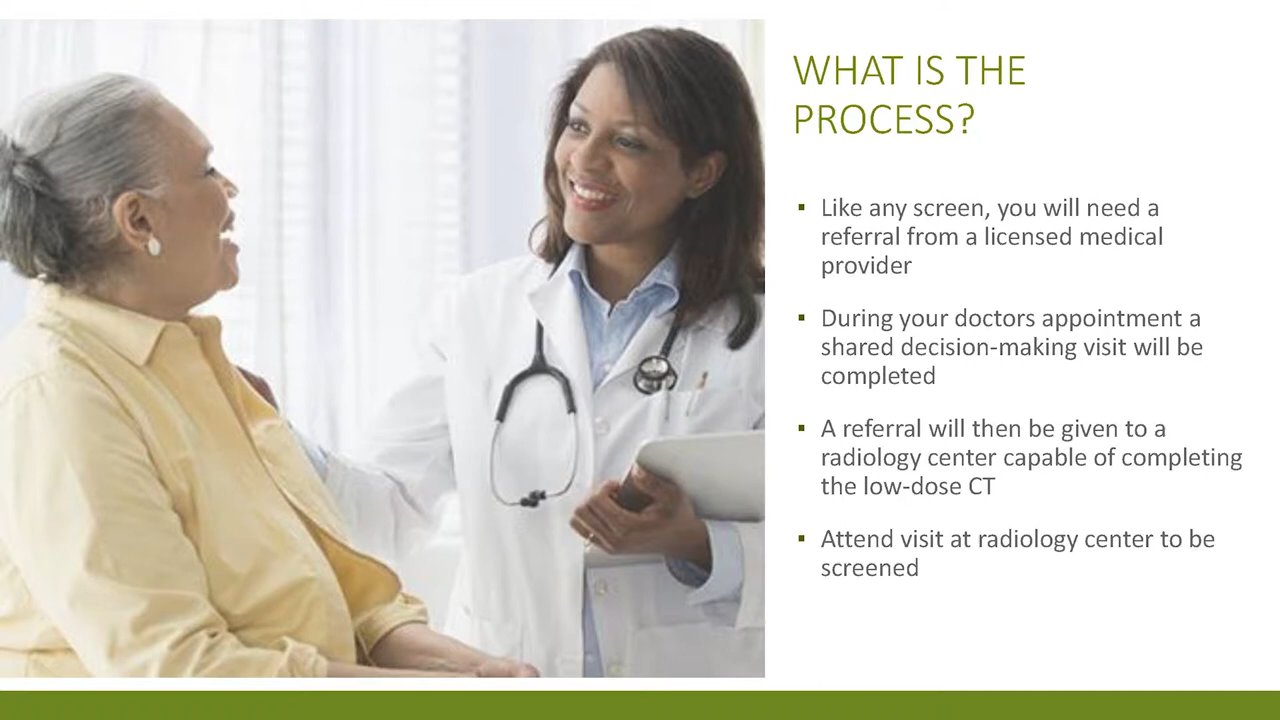 WHAT IS THE
PROCESS?
▪ Like any screen, you will need a
referral from a licensed medical
provider
▪ During your doctors appointment a
shared decision-making visit will be
completed
▪ A referral will then be given to a
radiology center capable of completing
the low-dose CT
▪ Attend visit at radiology center to be
screened